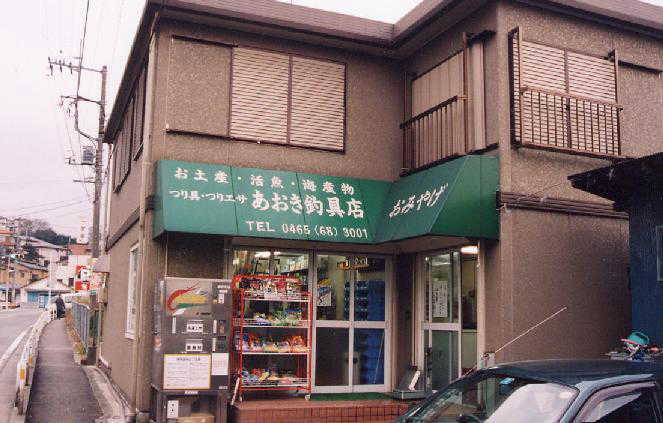 お土産・活魚・海産物
つり具・つりエサ あおき釣具店
TEL 0465 (68) 3001
おみやげ